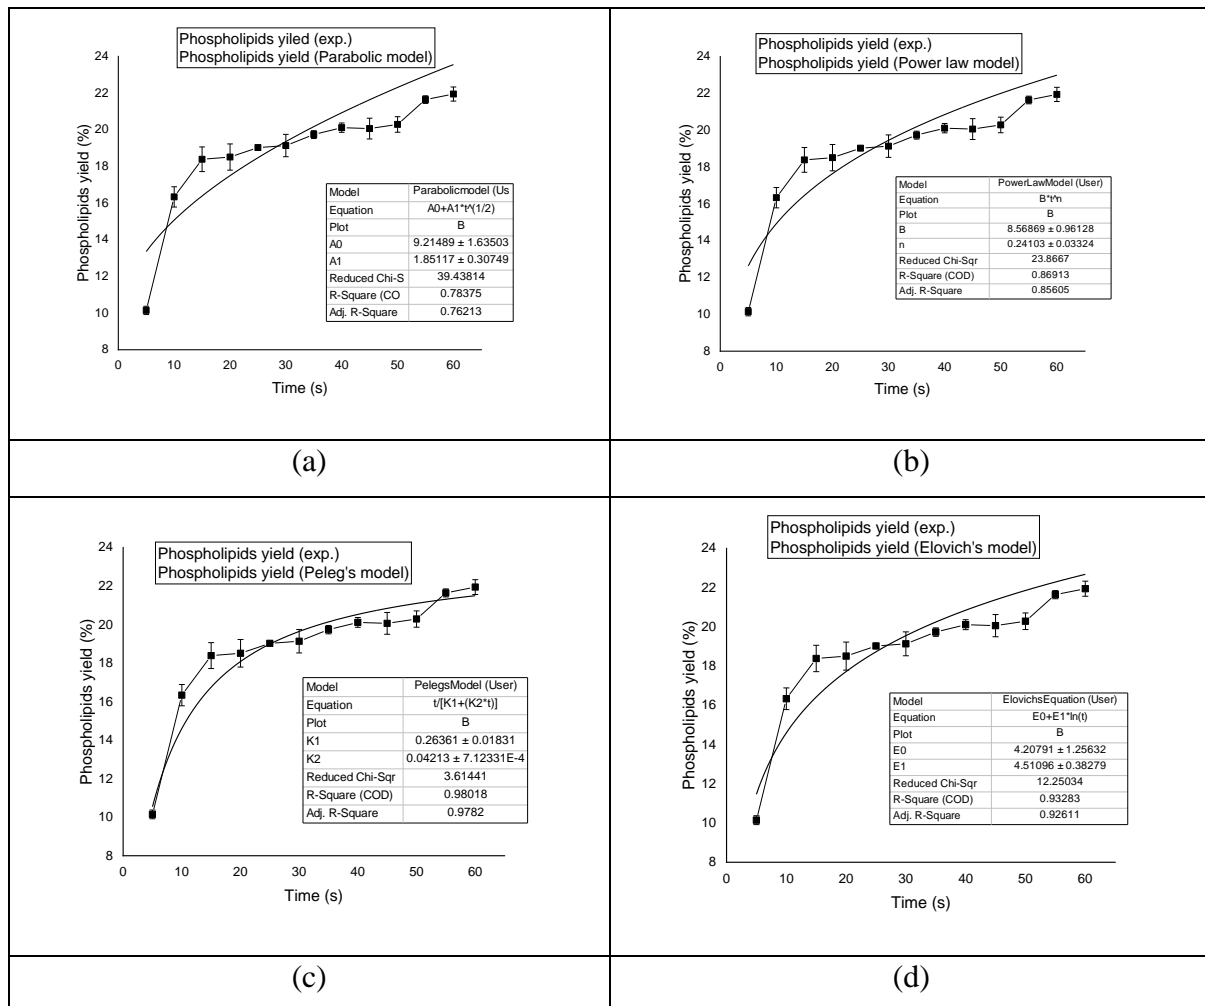 Phospholipids yiled (exp.)
Phospholipids yield (Parabolic model)
24
22
20
18
16
14
12
10
8
Phospholipids yield (%)
Model Parabolicmodel (Us
Equation A0+A1*t^(1/2)
Plot B
A0 9.21489 ± 1.63503
A1 1.85117 ± 0.30749
Reduced Chi-S 39.43814
R-Square (CO 0.78375
Adj. R-Square 0.76213
0 10 20 30 40 50 60
Time (s)
(a)
Phospholipids yield (exp.)
Phospholipids yield (Power law model)
24
22
20
18
16
14
12
10
8
Phospholipids yield (%)
Model PowerLawModel (User)
Equation B*t^n
Plot B
B 8.56869 ± 0.96128
n 0.24103 ± 0.03324
Reduced Chi-Sqr 23.8667
R-Square (COD) 0.86913
Adj. R-Square 0.85605
0 10 20 30 40 50 60
Time (s)
(b)
Phospholipids yield (exp.)
Phospholipids yield (Peleg's model)
24
22
20
18
16
14
12
10
8
Phospholipids yield (%)
Model PelegsModel (User)
Equation t/[K1+(K2*t)]
Plot B
K1 0.26361 ± 0.01831
K2 0.04213 ± 7.12331E-4
Reduced Chi-Sqr 3.61441
R-Square (COD) 0.98018
Adj. R-Square 0.9782
0 10 20 30 40 50 60
Time (s)
(c)
Phospholipids yield (exp.)
Phospholipids yield (Elovich's model)
24
22
20
18
16
14
12
10
8
Phospholipids yield (%)
Model ElovichsEquation (User)
Equation E0+E1*ln(t)
Plot B
E0 4.20791 ± 1.25632
E1 4.51096 ± 0.38279
Reduced Chi-Sqr 12.25034
R-Square (COD) 0.93283
Adj. R-Square 0.92611
0 10 20 30 40 50 60
Time (s)
(d)